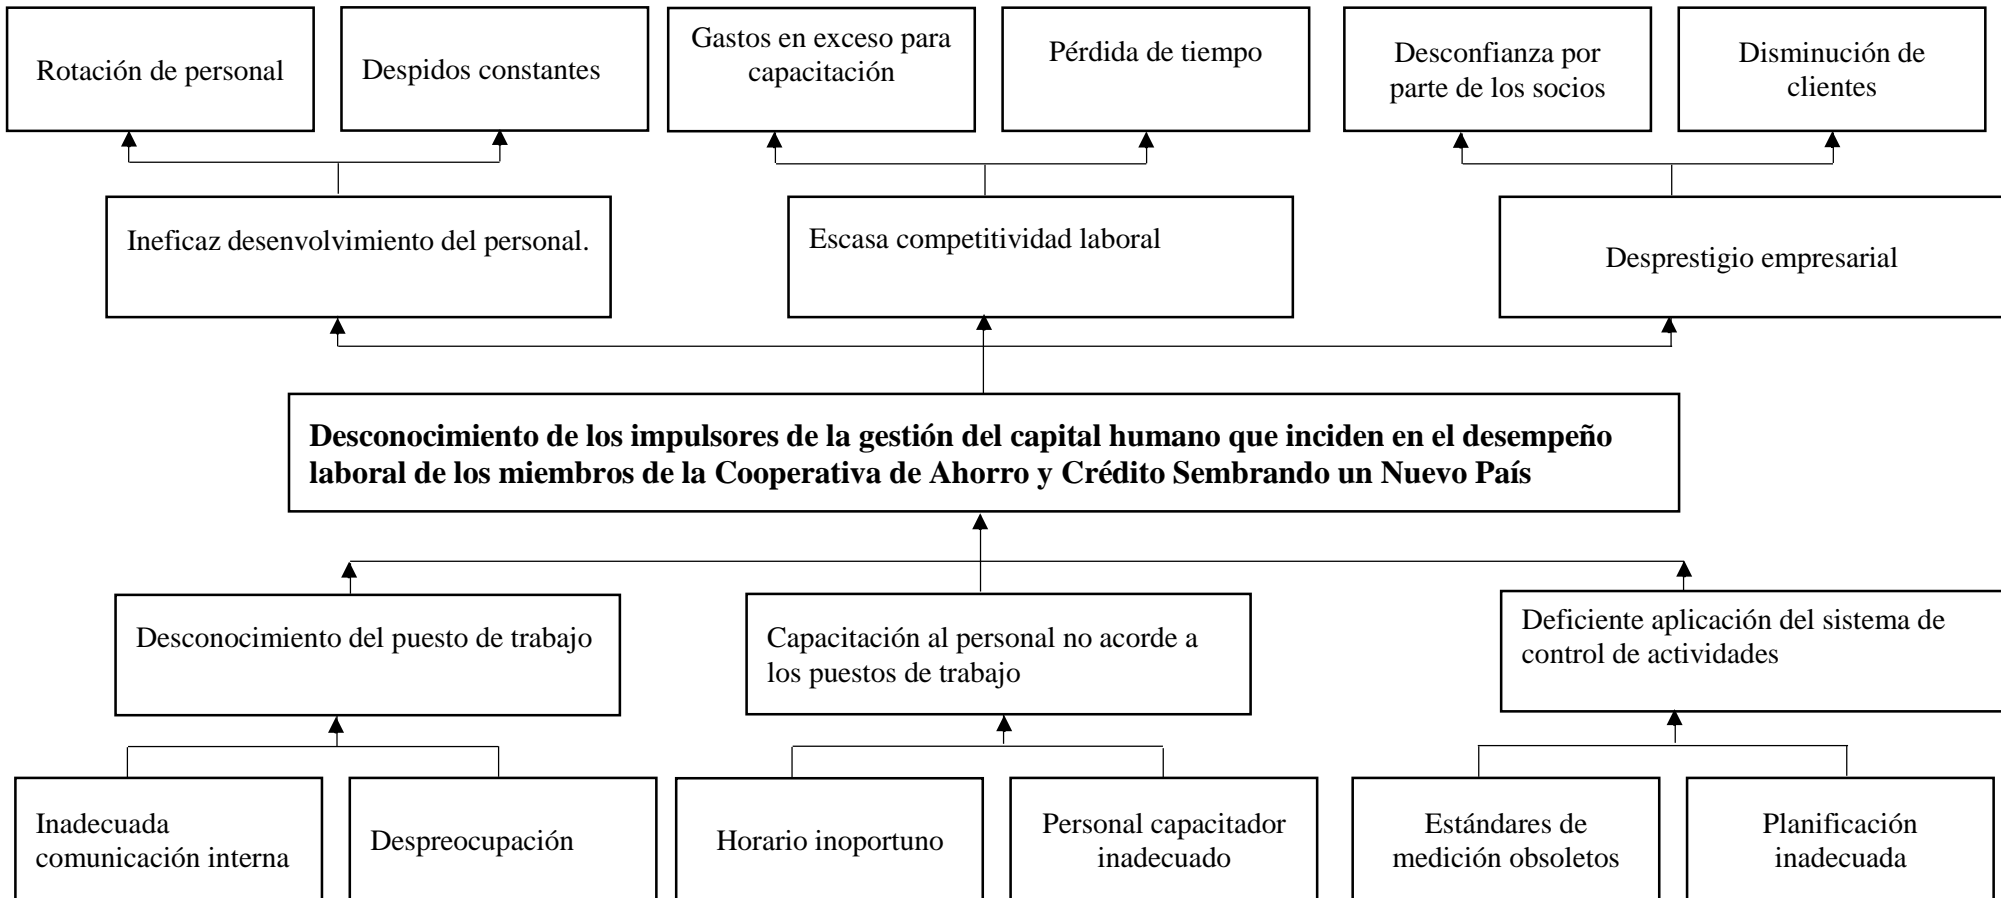 Rotación de personal
Despidos constantes
Gastos en exceso para
capacitación
Pérdida de tiempo
Desconfianza por
parte de los socios
Disminución de
clientes
Ineficaz desenvolvimiento del personal.
Escasa competitividad laboral
Desprestigio empresarial
Desconocimiento de los impulsores de la gestión del capital humano que inciden en el desempeño
laboral de los miembros de la Cooperativa de Ahorro y Crédito Sembrando un Nuevo País
Desconocimiento del puesto de trabajo
Capacitación al personal no acorde a
los puestos de trabajo
Deficiente aplicación del sistema de
control de actividades
Inadecuada
comunicación interna
Despreocupación
Horario inoportuno
Personal capacitador
inadecuado
Estándares de
medición obsoletos
Planificación
inadecuada